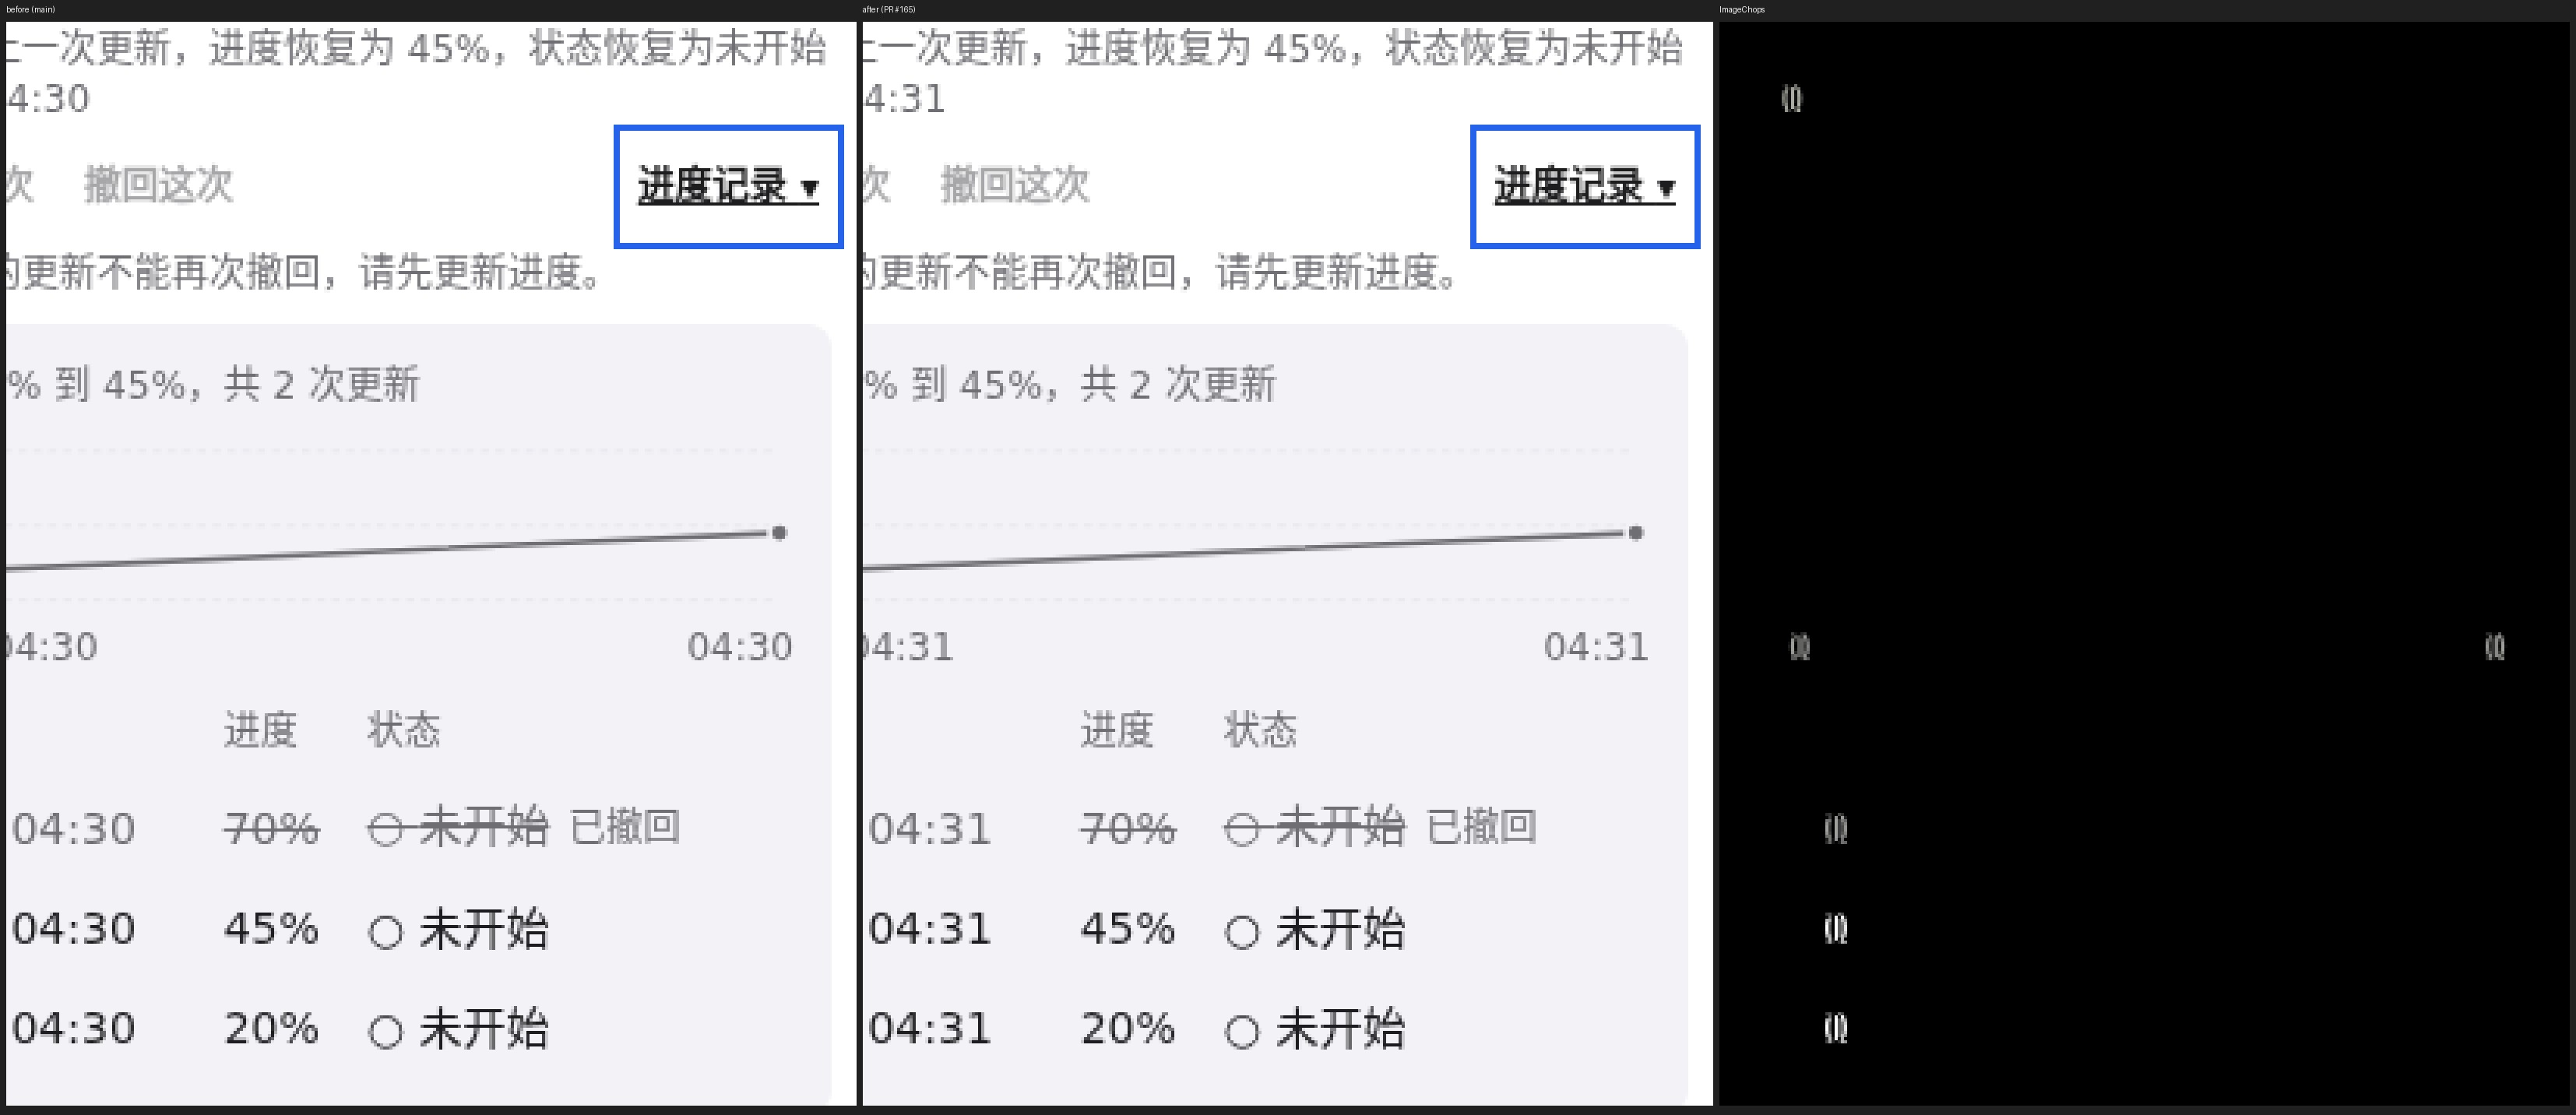 before (main)
一次更新，进度恢复为 45%，状态恢复为未开始
4:30
次 撤回这次 进度记录 ▾
更新不能再次撤回，请先更新进度。
% 到 45%，共 2 次更新
04:30 04:30
进度 状态
04:30 70% ○ 未开始 已撤回
04:30 45% ○ 未开始
04:30 20% ○ 未开始
after (PR #165)
一次更新，进度恢复为 45%，状态恢复为未开始
4:31
次 撤回这次 进度记录 ▾
更新不能再次撤回，请先更新进度。
% 到 45%，共 2 次更新
04:31 04:31
进度 状态
04:31 70% ○ 未开始 已撤回
04:31 45% ○ 未开始
04:31 20% ○ 未开始
ImageChops